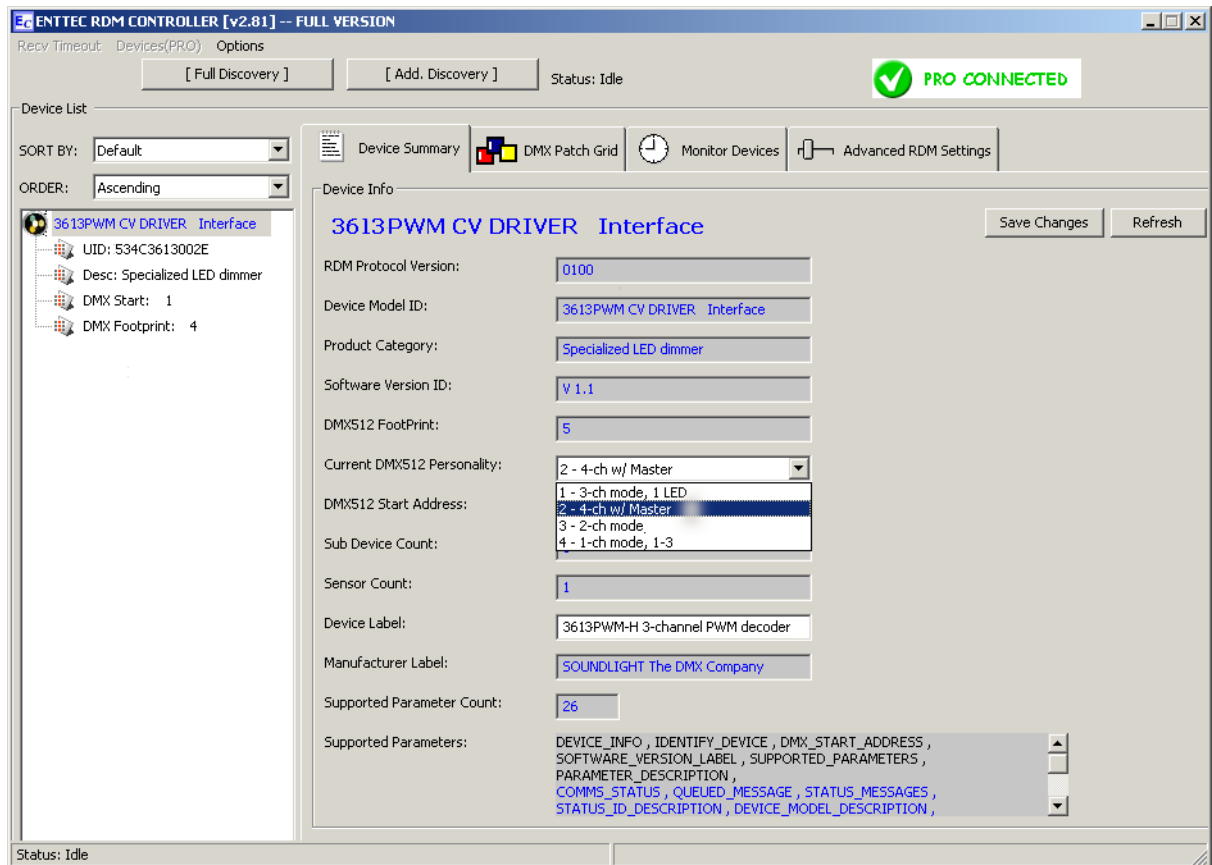 ENTTEC RDM CONTROLLER [v2.81] -- FULL VERSION
Recv Timeout Devices(PRO) Options
[ Full Discovery ] [ Add. Discovery ] Status: Idle PRO CONNECTED
Device List
SORT BY: Default
ORDER: Ascending
3613PWM CV DRIVER Interface
UID: 534C3613002E
Desc: Specialized LED dimmer
DMX Start: 1
DMX Footprint: 4
Device Summary DMX Patch Grid Monitor Devices Advanced RDM Settings
Device Info
3613PWM CV DRIVER Interface Save Changes Refresh
RDM Protocol Version: 0100
Device Model ID: 3613PWM CV DRIVER Interface
Product Category: Specialized LED dimmer
Software Version ID: V 1.1
DMX512 FootPrint: 5
Current DMX512 Personality: 2 - 4-ch w/ Master
1 - 3-ch mode, 1 LED
2 - 4-ch w/ Master
3 - 2-ch mode
4 - 1-ch mode, 1-3
DMX512 Start Address:
Sub Device Count:
Sensor Count: 1
Device Label: 3613PWM-H 3-channel PWM decoder
Manufacturer Label: SOUNDLIGHT The DMX Company
Supported Parameter Count: 26
Supported Parameters: DEVICE_INFO , IDENTIFY_DEVICE , DMX_START_ADDRESS ,
SOFTWARE_VERSION_LABEL , SUPPORTED_PARAMETERS ,
PARAMETER_DESCRIPTION ,
COMMS_STATUS , QUEUED_MESSAGE , STATUS_MESSAGES ,
STATUS_ID_DESCRIPTION , DEVICE_MODEL_DESCRIPTION ,
Status: Idle